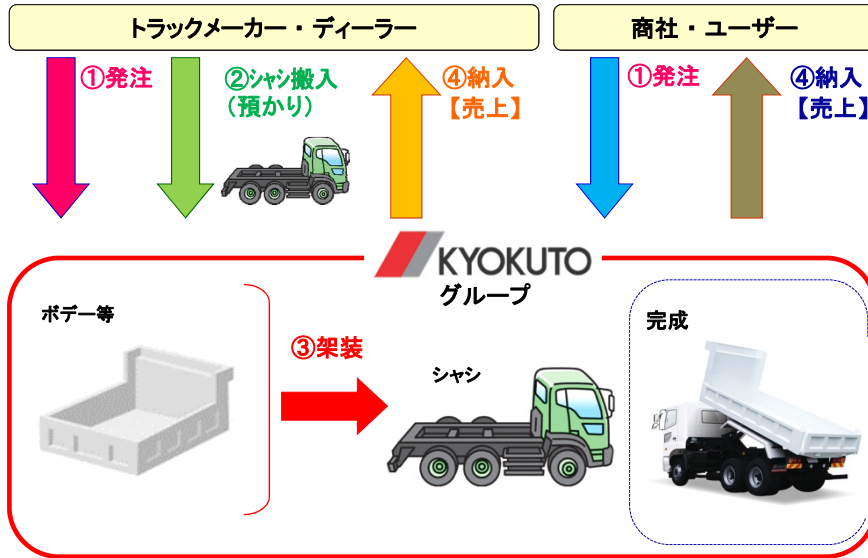 トラックメーカー・ディーラー
商社・ユーザー
①発注
②シャシ搬入
(預かり)
④納入
【売上】
①発注
④納入
【売上】
KYOKUTO
グループ
ボデー等
③架装
シャシ
完成